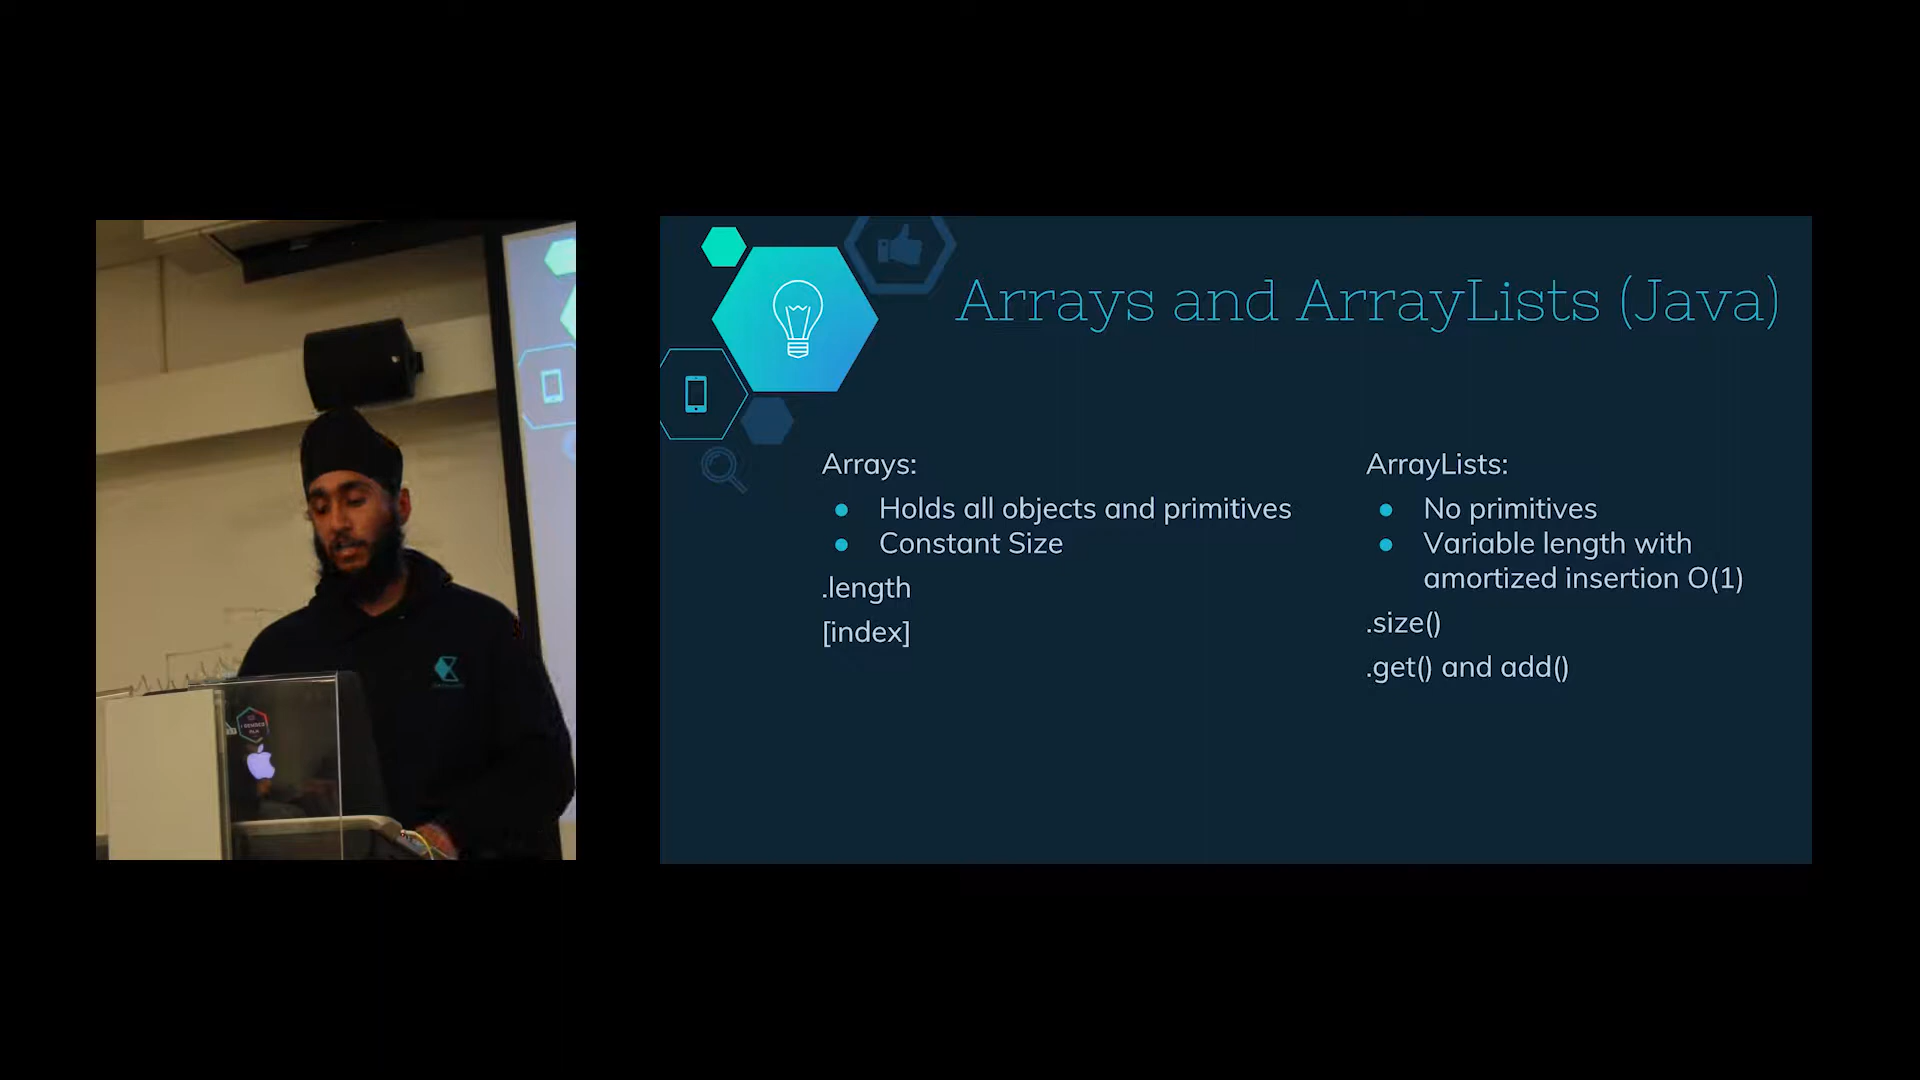 Arrays and ArrayLists (Java)
Arrays:
Holds all objects and primitives
Constant Size
.length
[index]
ArrayLists:
No primitives
Variable length with
amortized insertion O(1)
.size()
.get() and add()